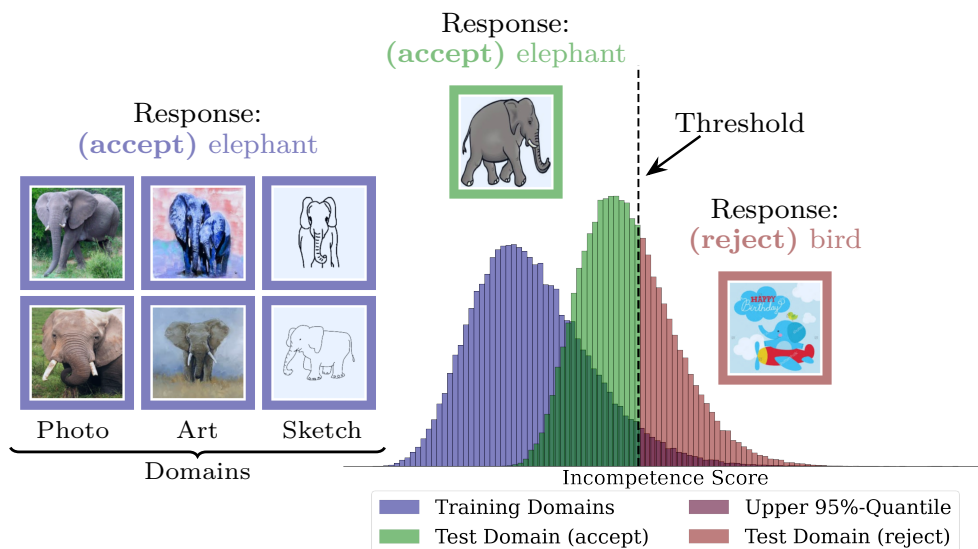 Response:
(accept) elephant
Response:
(accept) elephant
Threshold
Response:
(reject) bird
HAPPY
Birthday
Photo
Art
Sketch
Domains
Incompetence Score
Training Domains
Upper 95%-Quantile
Test Domain (accept)
Test Domain (reject)